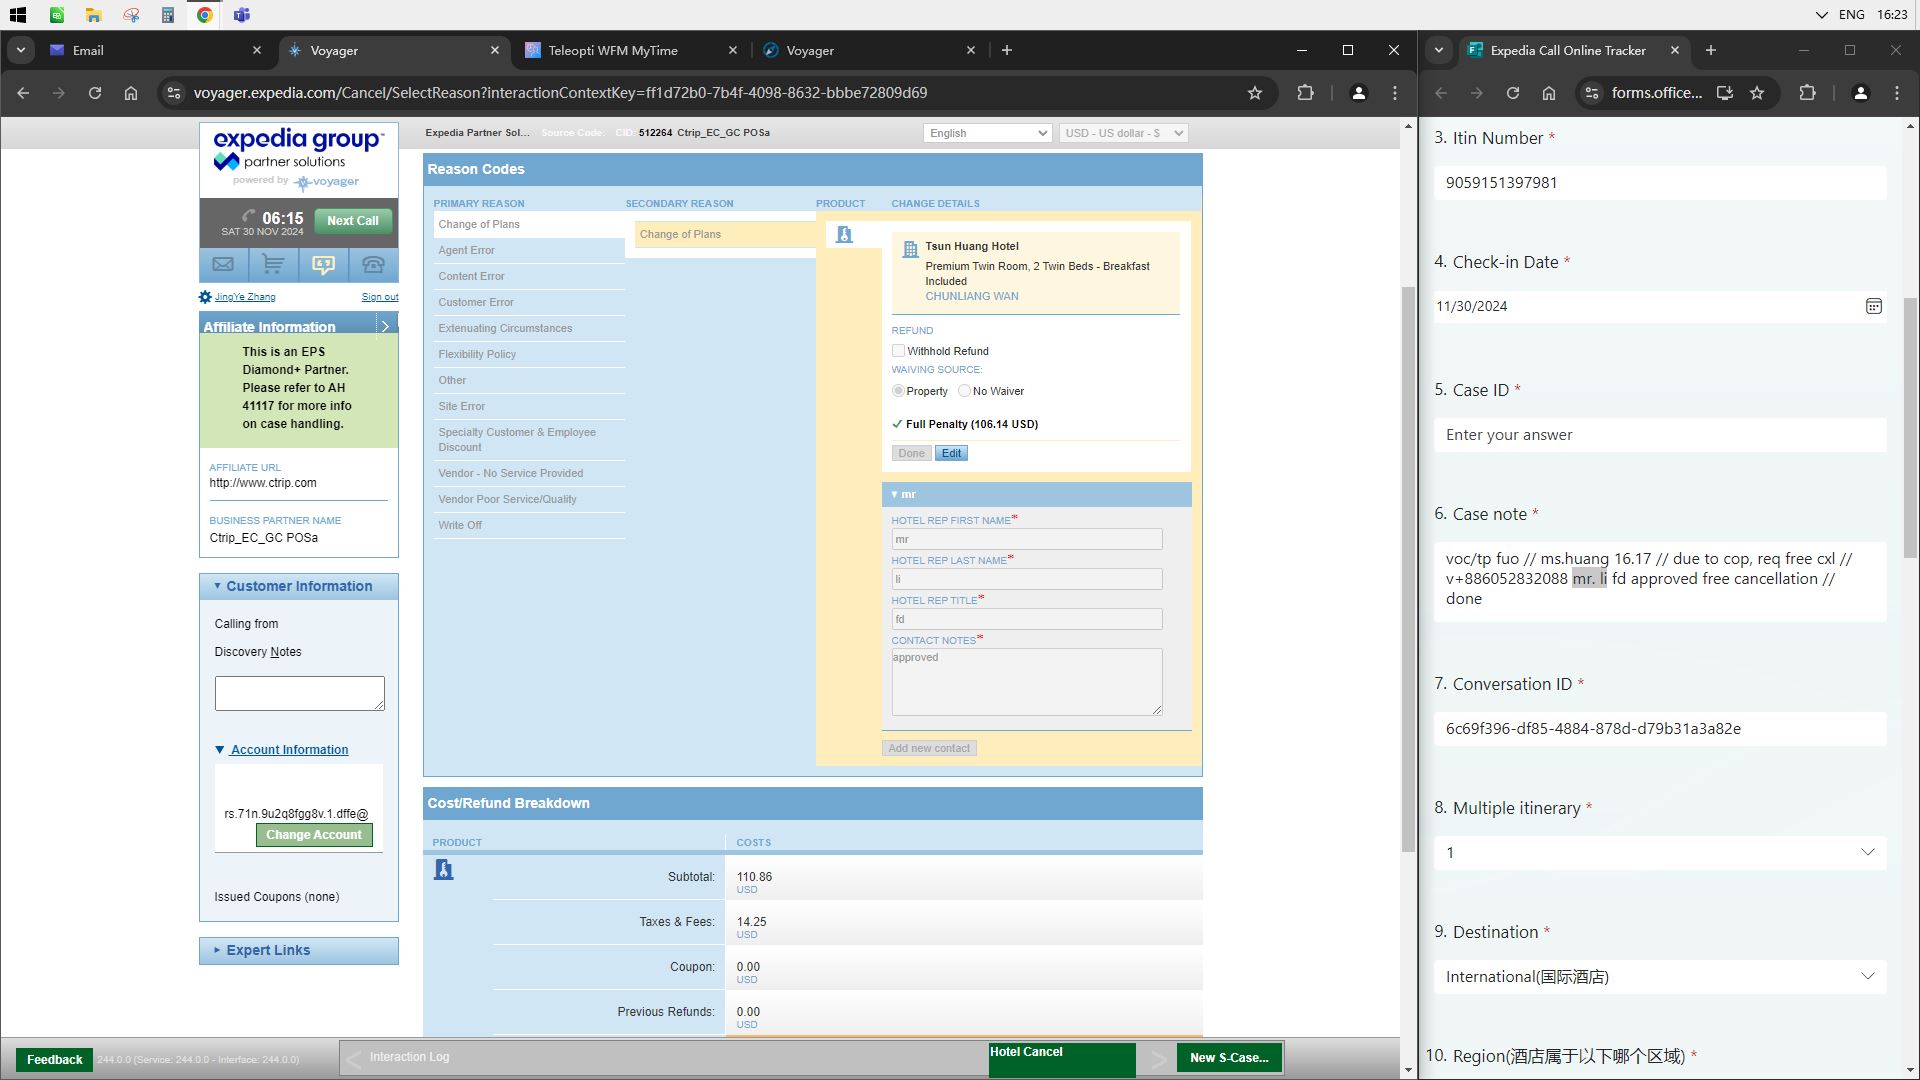 ENG 16:23
Email
Voyager
Teleopti WFM MyTime
Voyager
Expedia Call Online Tracker
voyager.expedia.com/Cancel/SelectReason?interactionContextKey=ff1d72b0-7b4f-4098-8632-bbbe72809d69
forms.office...
expedia group™
partner solutions
powered by voyager
06:15
SAT 30 NOV 2024
Next Call
JingYe Zhang
Sign out
Affiliate Information
This is an EPS
Diamond+ Partner.
Please refer to AH
41117 for more info
on case handling.
AFFILIATE URL
http://www.ctrip.com
BUSINESS PARTNER NAME
Ctrip_EC_GC POSa
Customer Information
Calling from
Discovery Notes
Account Information
rs.71n.9u2q8fgg8v.1.dffe@
Change Account
Issued Coupons (none)
Expert Links
Expedia Partner Sol... Source Code: CID: 512264 Ctrip_EC_GC POSa
English
USD - US dollar - $
Reason Codes
PRIMARY REASON
SECONDARY REASON
PRODUCT
CHANGE DETAILS
Change of Plans
Agent Error
Content Error
Customer Error
Extenuating Circumstances
Flexibility Policy
Other
Site Error
Specialty Customer & Employee
Discount
Vendor - No Service Provided
Vendor Poor Service/Quality
Write Off
Change of Plans
Tsun Huang Hotel
Premium Twin Room, 2 Twin Beds - Breakfast
Included
CHUNLIANG WAN
REFUND
Withhold Refund
WAIVING SOURCE:
Property No Waiver
Full Penalty (106.14 USD)
Done Edit
mr
HOTEL REP FIRST NAME*
mr
HOTEL REP LAST NAME*
li
HOTEL REP TITLE*
fd
CONTACT NOTES*
approved
Add new contact
Cost/Refund Breakdown
PRODUCT
COSTS
Subtotal: 110.86
USD
Taxes & Fees: 14.25
USD
Coupon: 0.00
USD
Previous Refunds: 0.00
USD
Feedback
244.0.0 (Service: 244.0.0 - Interface: 244.0.0)
Interaction Log
Hotel Cancel
New S-Case...
3. Itin Number *
9059151397981
4. Check-in Date *
11/30/2024
5. Case ID *
Enter your answer
6. Case note *
voc/tp fuo // ms.huang 16.17 // due to cop, req free cxl //
v+886052832088 mr. li fd approved free cancellation //
done
7. Conversation ID *
6c69f396-df85-4884-878d-d79b31a3a82e
8. Multiple itinerary *
1
9. Destination *
International(国际酒店)
10. Region(酒店属于以下哪个区域) *